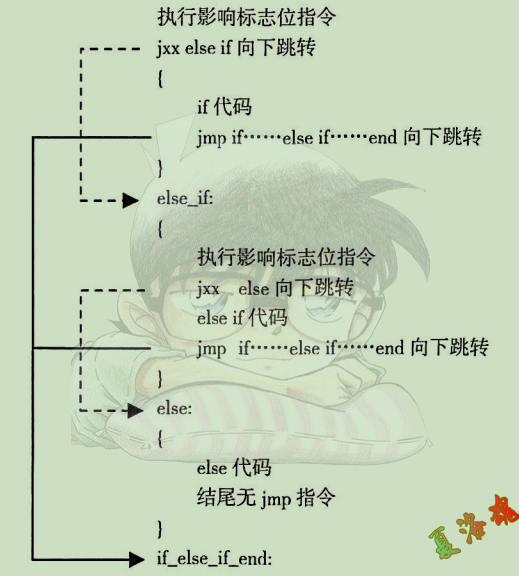 执行影响标志位指令
jxx else if 向下跳转
{
if 代码
jmp if……else if……end 向下跳转
}
else_if:
{
执行影响标志位指令
jxx else 向下跳转
else if 代码
jmp if……else if……end 向下跳转
}
else:
{
else 代码
结尾无 jmp 指令
}
if_else_if_end:
夏海魂